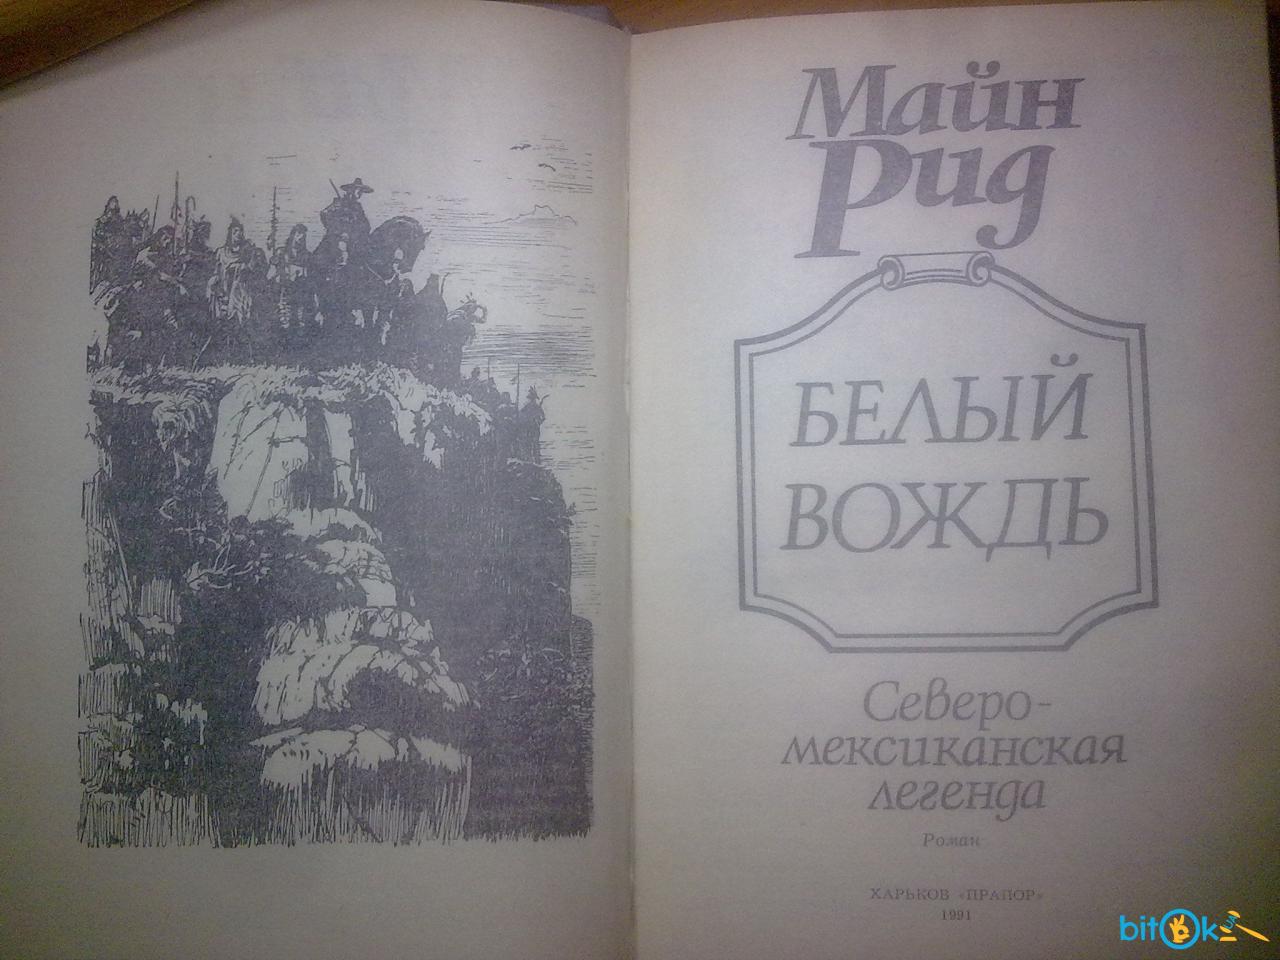 Майн
Рид
БЕЛЫЙ
ВОЖДЬ
Северо-
мексиканская
легенда
Роман
ХАРЬКОВ «ПРАПОР»
1991
bitOk